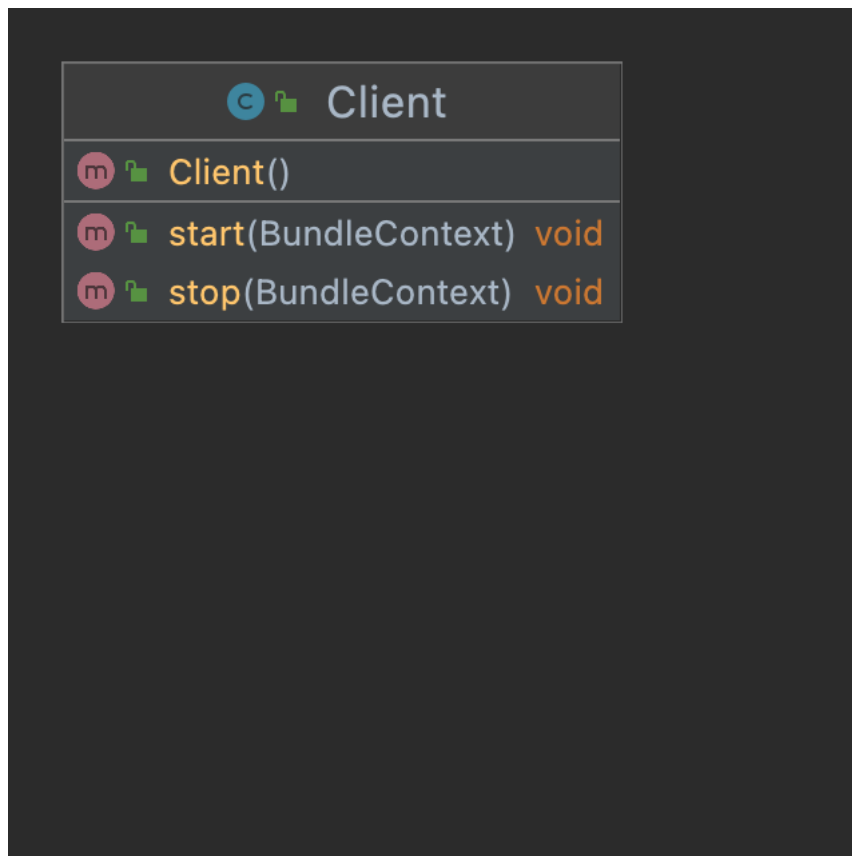 C Client
m Client()
m start(BundleContext) void
m stop(BundleContext) void